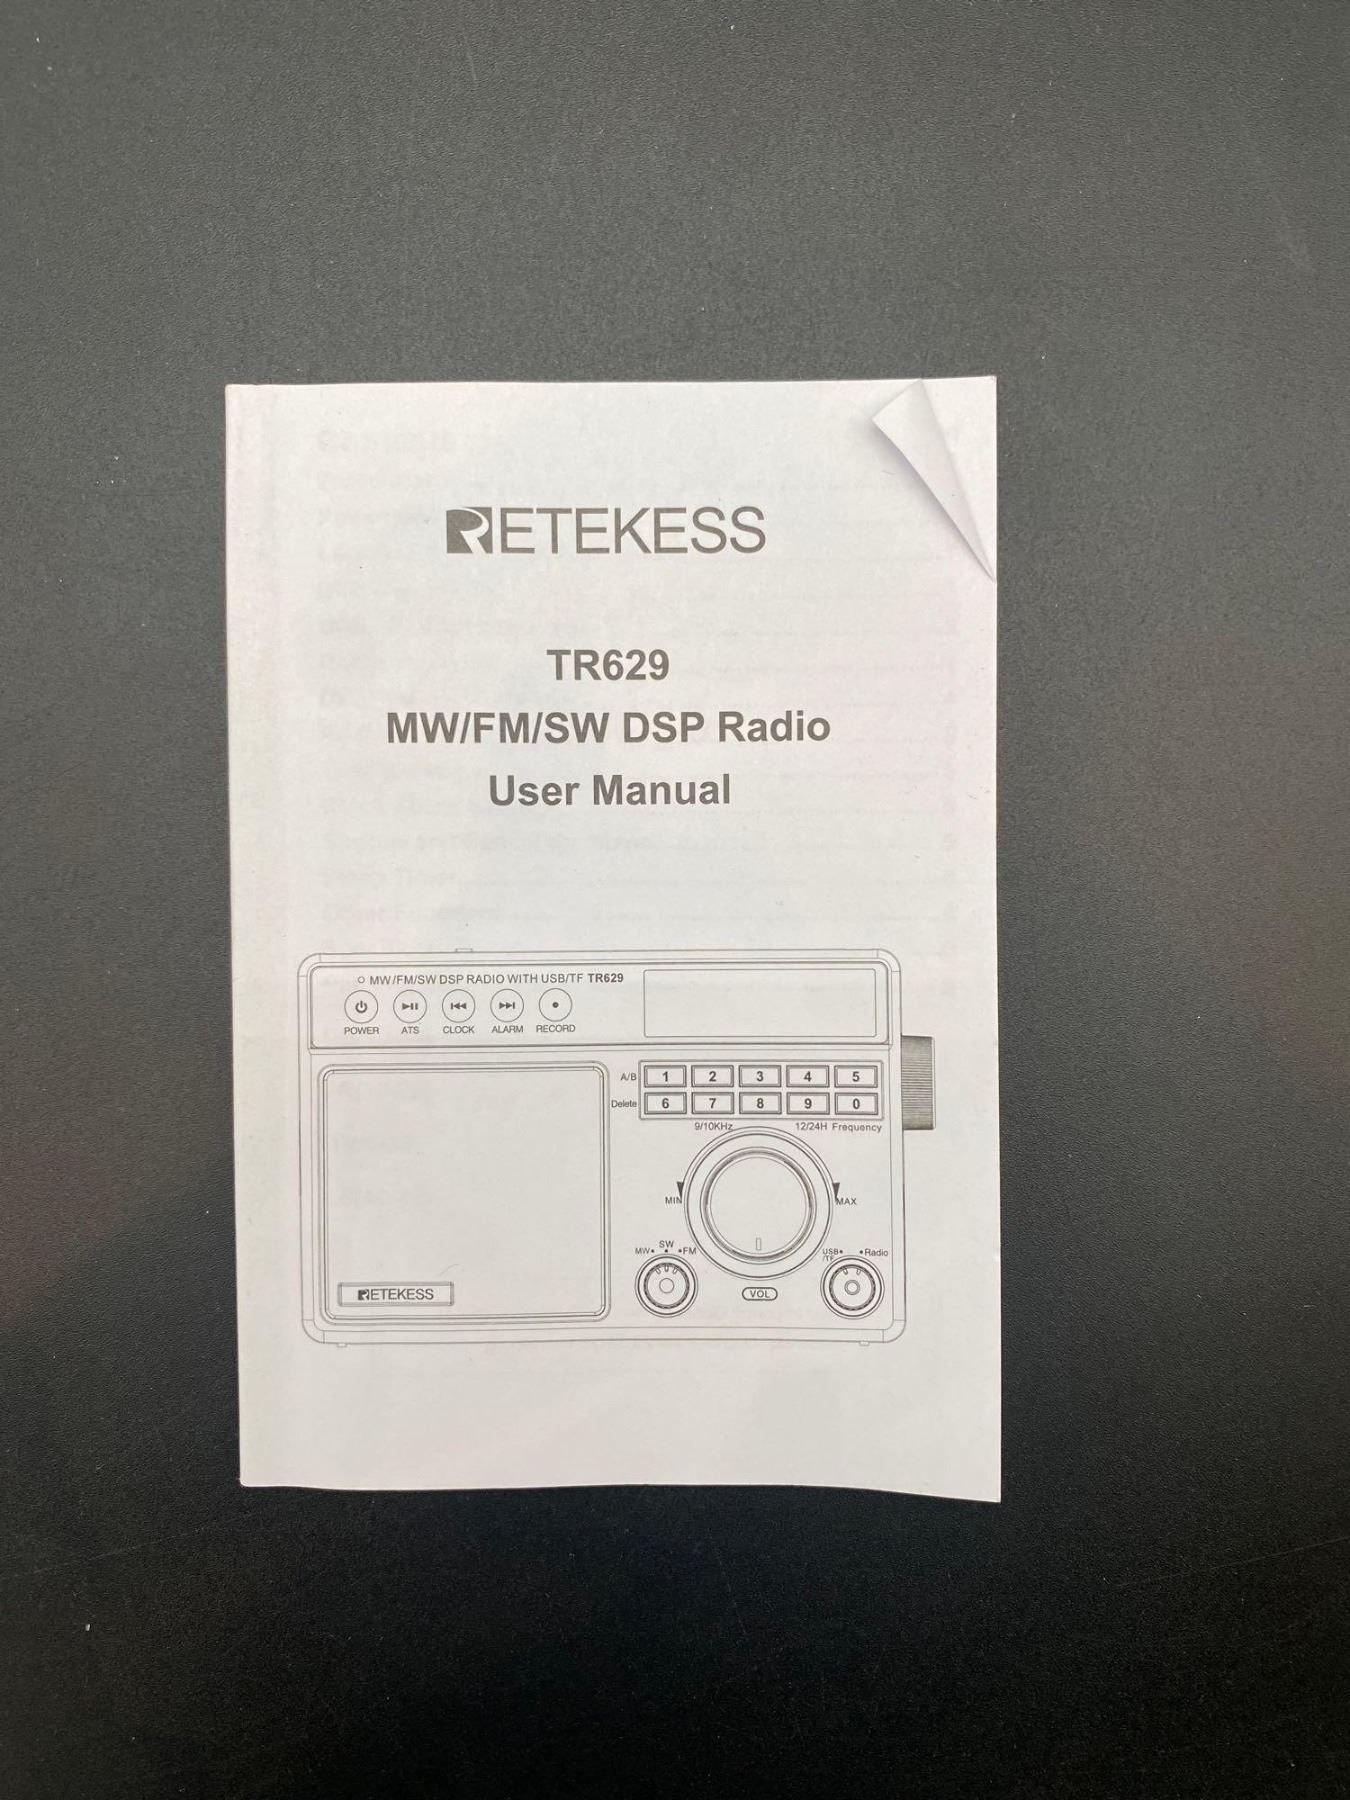 RETEKESS
TR629
MW/FM/SW DSP Radio
User Manual
MW/FM/SW DSP RADIO WITH USB/TF TR629
POWER ATS CLOCK ALARM RECORD
A/B 1 2 3 4 5
Delete 6 7 8 9 0
9/10KHz 12/24H Frequency
MIN MAX
MW SW FM
USB/TF Radio
VOL
RETEKESS